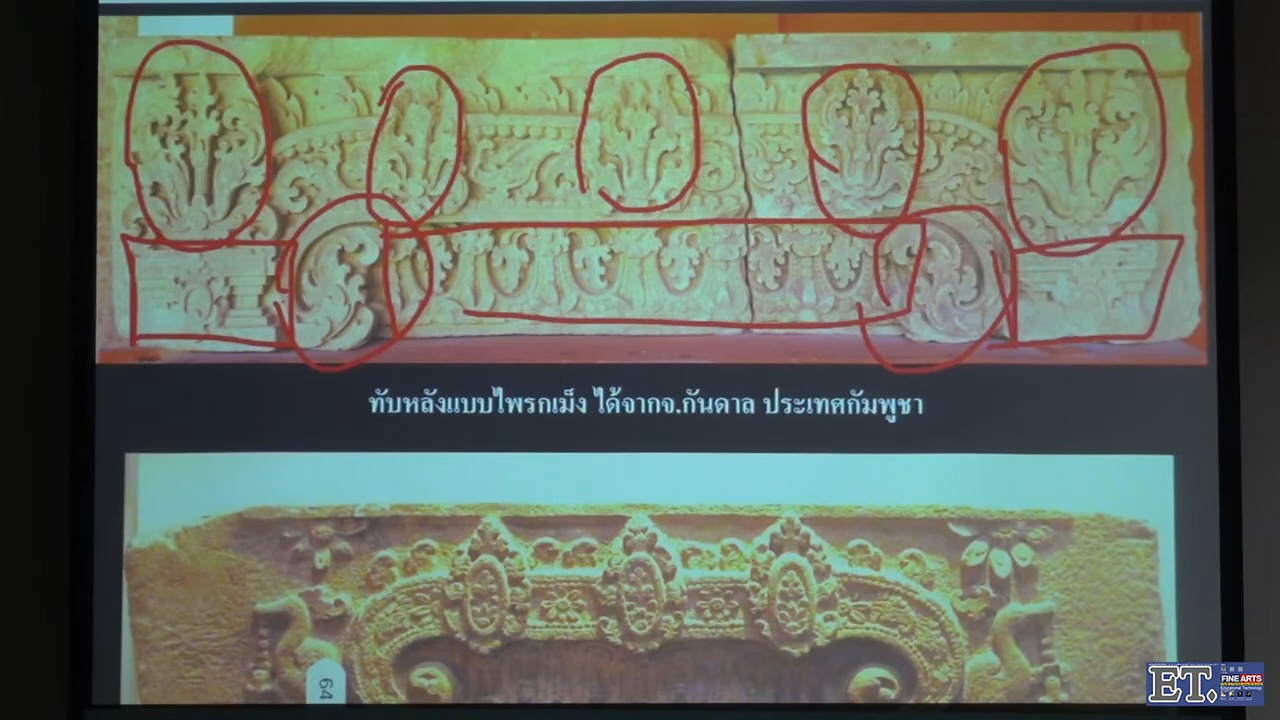 ทับหลังแบบไพรกเม็ง ได้จากจ.กันดาล ประเทศกัมพูชา
64
ET.
FINE ARTS
Educational Technology